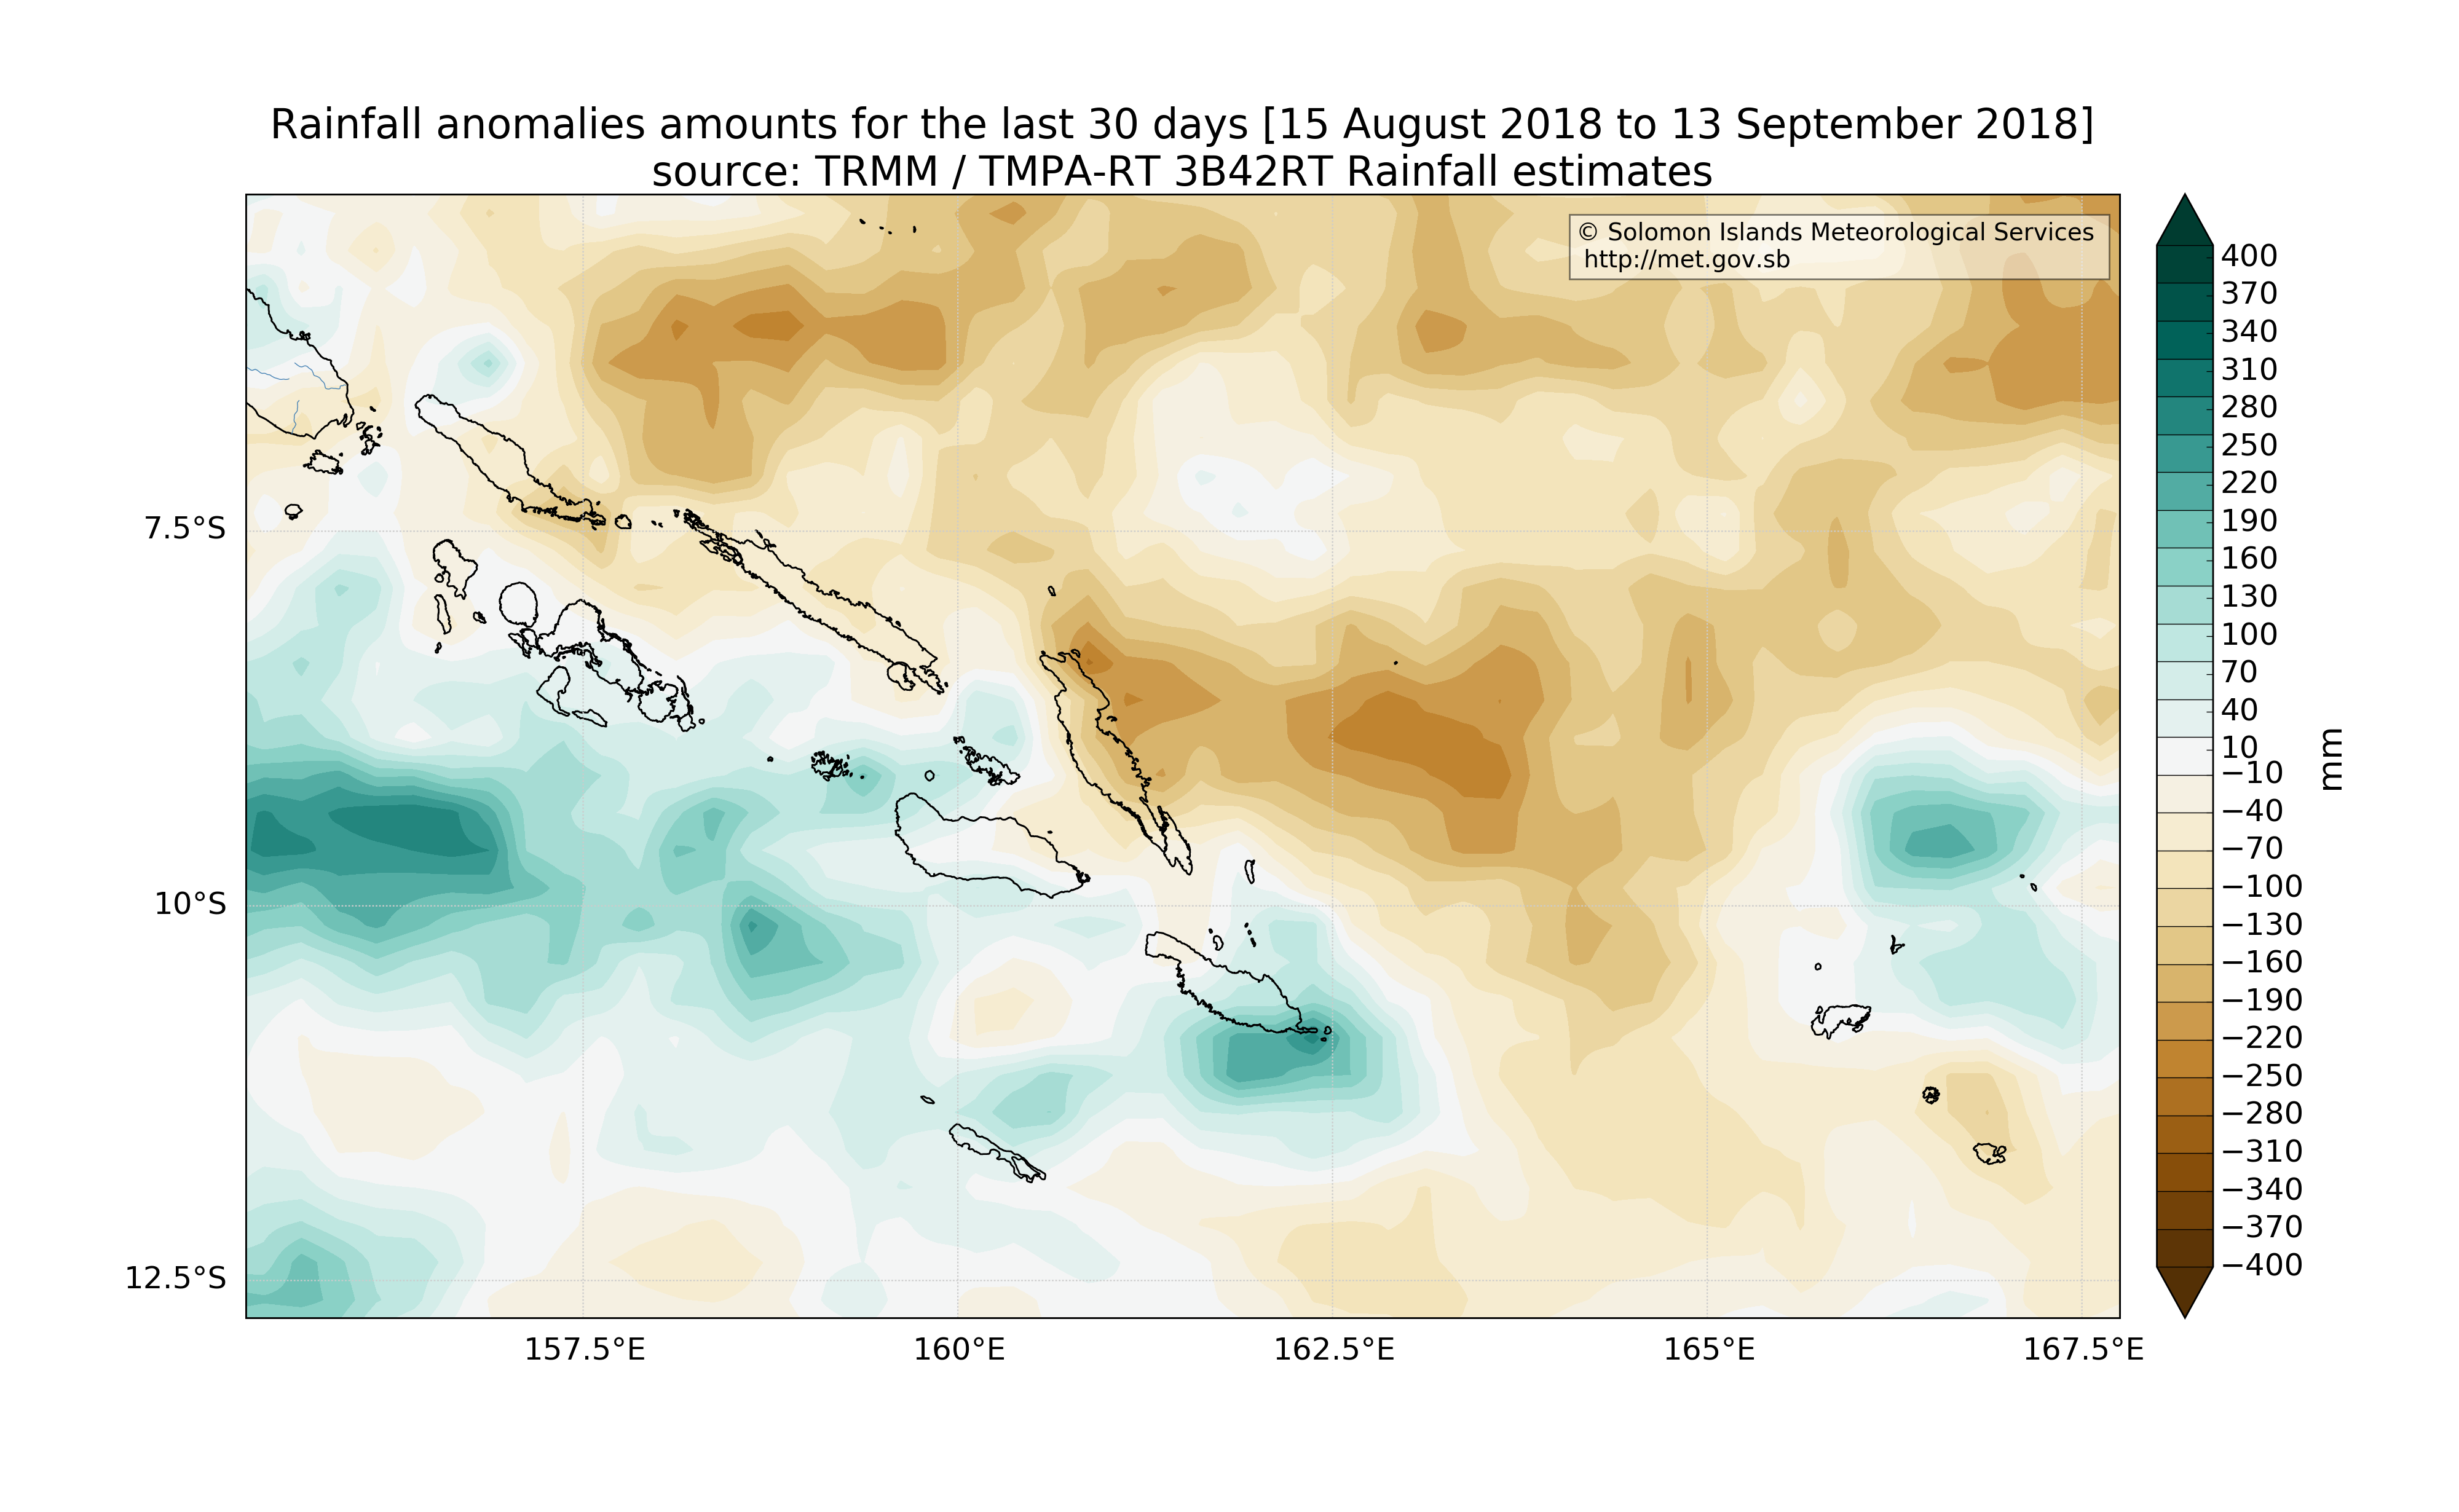 Rainfall anomalies amounts for the last 30 days [15 August 2018 to 13 September 2018]
source: TRMM / TMPA-RT 3B42RT Rainfall estimates
© Solomon Islands Meteorological Services
http://met.gov.sb
7.5°S
10°S
12.5°S
157.5°E
160°E
162.5°E
165°E
167.5°E
400
370
340
310
280
250
220
190
160
130
100
70
40
10
−10
−40
−70
−100
−130
−160
−190
−220
−250
−280
−310
−340
−370
−400
mm